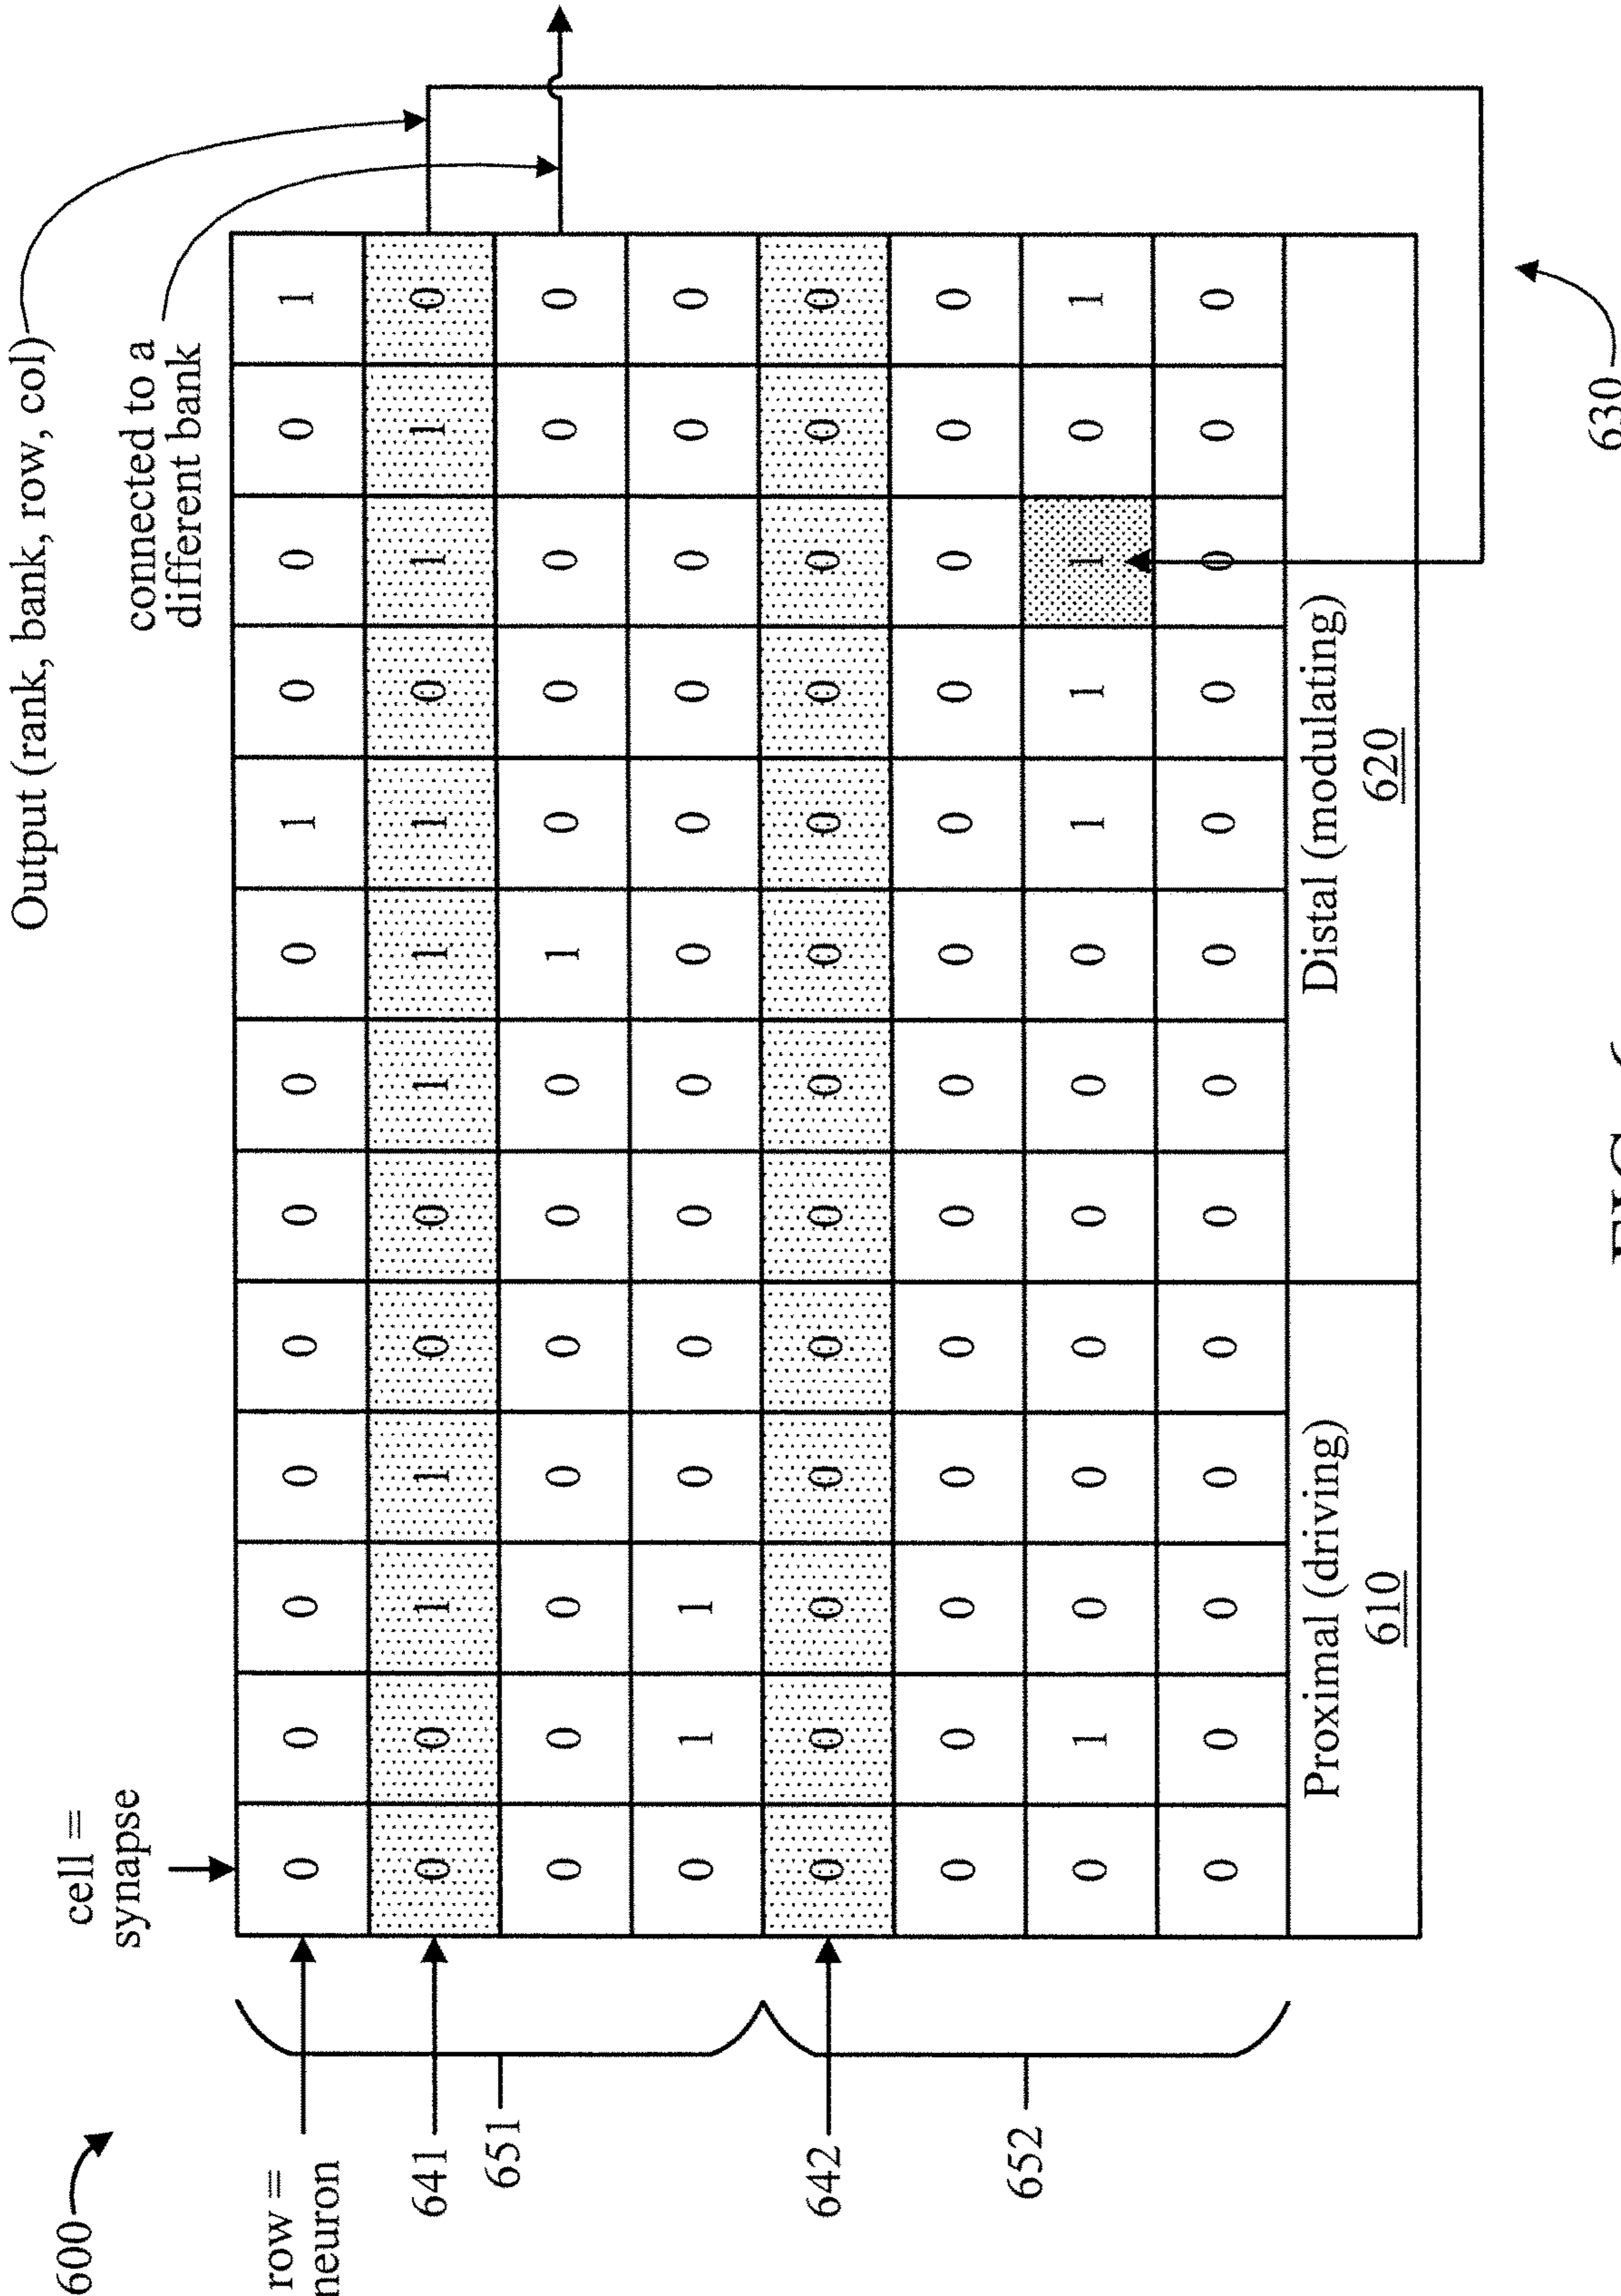 600
Output (rank, bank, row, col)
cell =
synapse
connected to a
different bank
row =
neuron
0 0 0 0 0 0 0 0 1 0 0 0 1
641
0 0 1 1 0 0 1 1 1 0 1 1 0
651
0 0 0 0 0 0 0 1 0 0 0 0 0
0 1 1 0 0 0 0 0 0 0 0 0 0
642
0 0 0 0 0 0 0 0 0 0 0 0 0
0 0 0 0 0 0 0 0 0 0 0 0 0
652
0 1 0 0 0 0 0 0 1 1 1 0 1
0 0 0 0 0 0 0 0 0 0 0 0 0
Proximal (driving)
610
Distal (modulating)
620
630